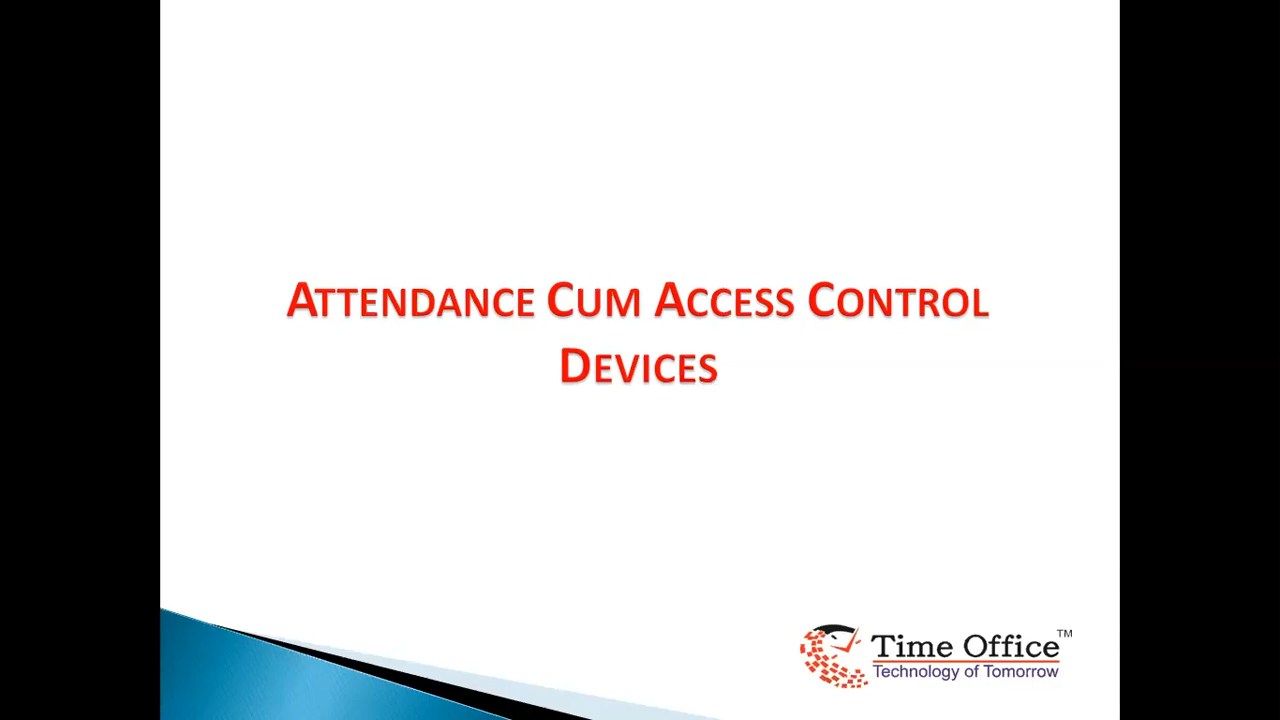 ATTENDANCE CUM ACCESS CONTROL
DEVICES
Time Office™
Technology of Tomorrow